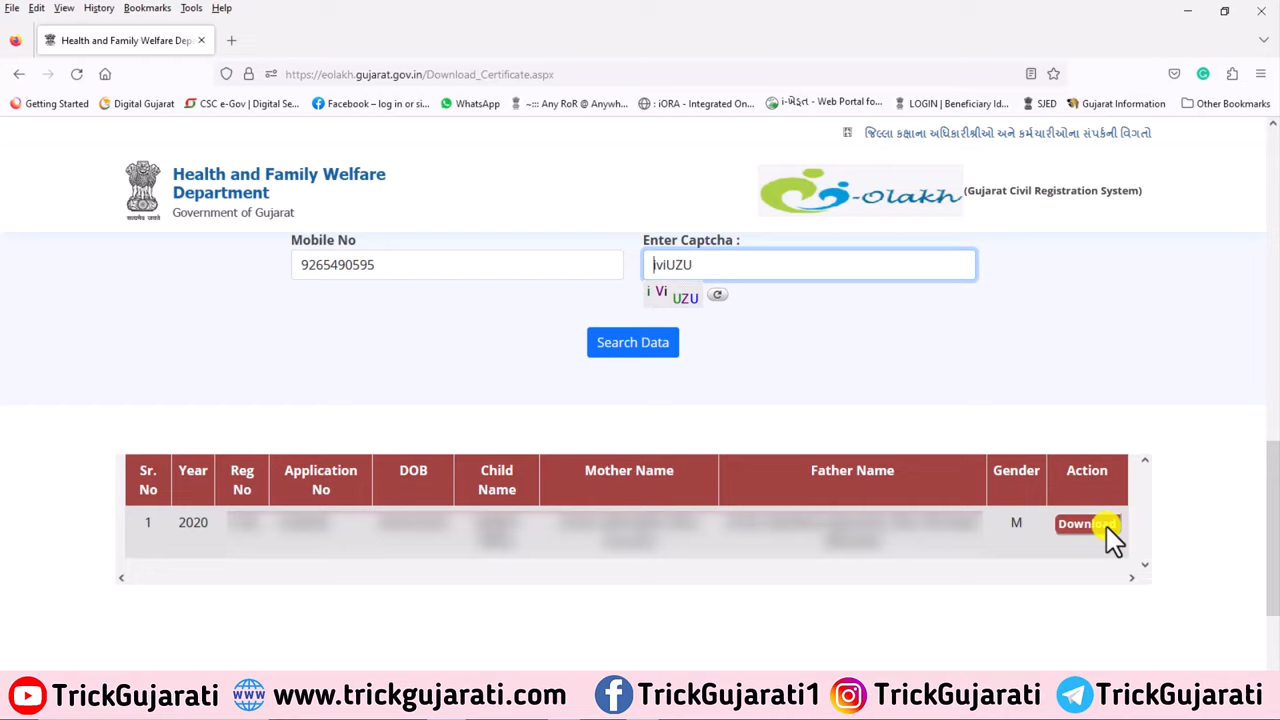 File Edit View History Bookmarks Tools Help
Health and Family Welfare Dep
https://eolakh.gujarat.gov.in/Download_Certificate.aspx
Getting Started Digital Gujarat CSC e-Gov | Digital Se... Facebook – log in or si... WhatsApp ~:: Any RoR @ Anywh... : iORA - Integrated On... i-ખેડૂત - Web Portal fo... LOGIN | Beneficiary Id... SJED Gujarat Information Other Bookmarks
જિલ્લા કક્ષાના અધિકારીશ્રીઓ અને કર્મચારીઓના સંપર્કની વિગતો
Health and Family Welfare
Department
Government of Gujarat
सत्यमेव जयते
-Olakh (Gujarat Civil Registration System)
Mobile No Enter Captcha :
9265490595 iviUZU
i Vi UZU
Search Data
Sr. No Year Reg No Application No DOB Child Name Mother Name Father Name Gender Action
1 2020 M Download
TrickGujarati www.trickgujarati.com TrickGujarati1 TrickGujarati TrickGujarati